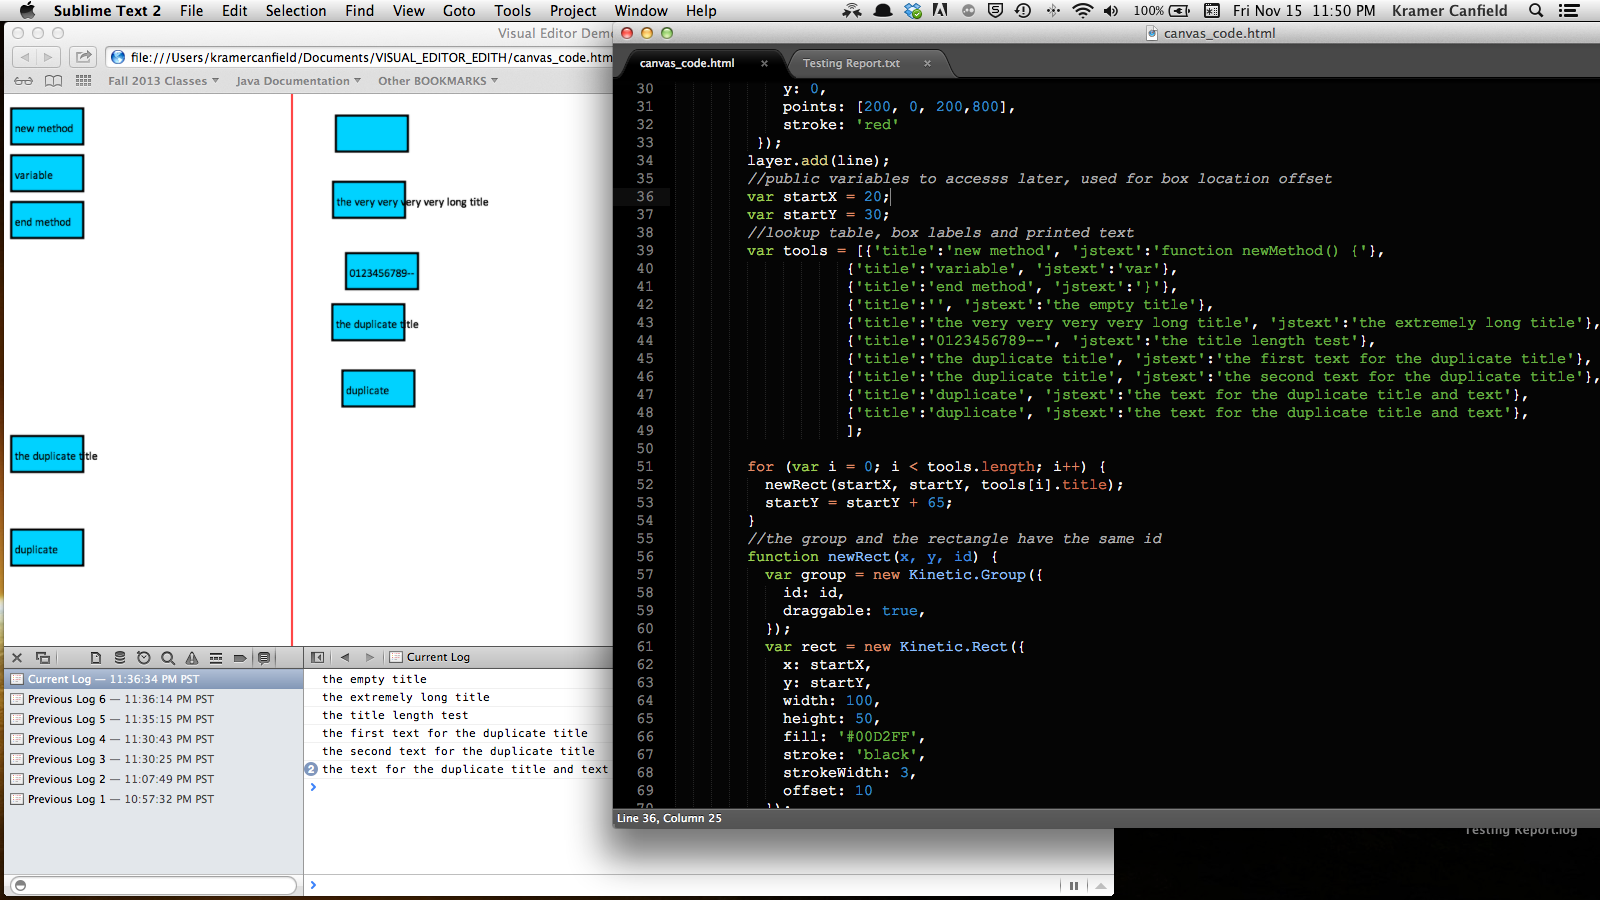 Sublime Text 2 File Edit Selection Find View Goto Tools Project Window Help 100% Fri Nov 15 11:50 PM Kramer Canfield
Visual Editor Dem
file:///Users/kramercanfield/Documents/VISUAL_EDITOR_EDITH/canvas_code.htm
Fall 2013 Classes Java Documentation Other BOOKMARKS
new method
variable
end method
the duplicate title
duplicate
the very very very very long title
0123456789--
the duplicate title
duplicate
Current Log — 11:36:34 PM PST
Previous Log 6 — 11:36:14 PM PST
Previous Log 5 — 11:35:15 PM PST
Previous Log 4 — 11:30:43 PM PST
Previous Log 3 — 11:30:25 PM PST
Previous Log 2 — 11:07:49 PM PST
Previous Log 1 — 10:57:32 PM PST
Current Log
the empty title
the extremely long title
the title length test
the first text for the duplicate title
the second text for the duplicate title
2 the text for the duplicate title and text
canvas_code.html
canvas_code.html Testing Report.txt
30 y: 0,
31 points: [200, 0, 200,800],
32 stroke: 'red'
33 });
34 layer.add(line);
35 //public variables to accesss later, used for box location offset
36 var startX = 20;
37 var startY = 30;
38 //lookup table, box labels and printed text
39 var tools = [{'title':'new method', 'jstext':'function newMethod() {'},
40 {'title':'variable', 'jstext':'var'},
41 {'title':'end method', 'jstext':'}'},
42 {'title':'', 'jstext':'the empty title'},
43 {'title':'the very very very very long title', 'jstext':'the extremely long title'},
44 {'title':'0123456789--', 'jstext':'the title length test'},
45 {'title':'the duplicate title', 'jstext':'the first text for the duplicate title'},
46 {'title':'the duplicate title', 'jstext':'the second text for the duplicate title'},
47 {'title':'duplicate', 'jstext':'the text for the duplicate title and text'},
48 {'title':'duplicate', 'jstext':'the text for the duplicate title and text'},
49 ];
50
51 for (var i = 0; i < tools.length; i++) {
52 newRect(startX, startY, tools[i].title);
53 startY = startY + 65;
54 }
55 //the group and the rectangle have the same id
56 function newRect(x, y, id) {
57 var group = new Kinetic.Group({
58 id: id,
59 draggable: true,
60 });
61 var rect = new Kinetic.Rect({
62 x: startX,
63 y: startY,
64 width: 100,
65 height: 50,
66 fill: '#00D2FF',
67 stroke: 'black',
68 strokeWidth: 3,
69 offset: 10
70 });
Line 36, Column 25
Testing Report.log